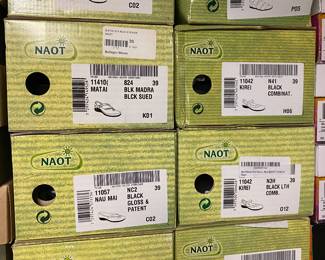 C02
P05
NAOT
39
11410
824
39
MATAI
BLK MADRA
BLCK SUED
K01
NAOT
11042
N41
39
KIREI
BLACK
COMBINAT.
H06
NAOT
11057
NC2
39
NAU MAI
BLACK
GLOSS &
PATENT
C02
NAOT
11042
39
KIREI
BLACK LTH
COMB.
O12